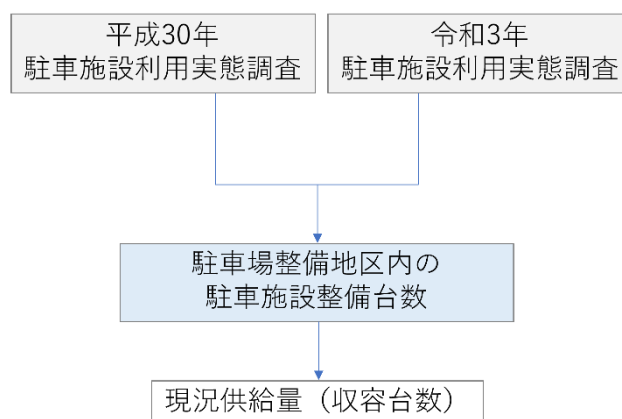 平成30年
駐車施設利用実態調査
令和3年
駐車施設利用実態調査
駐車場整備地区内の
駐車施設整備台数
現況供給量（収容台数）